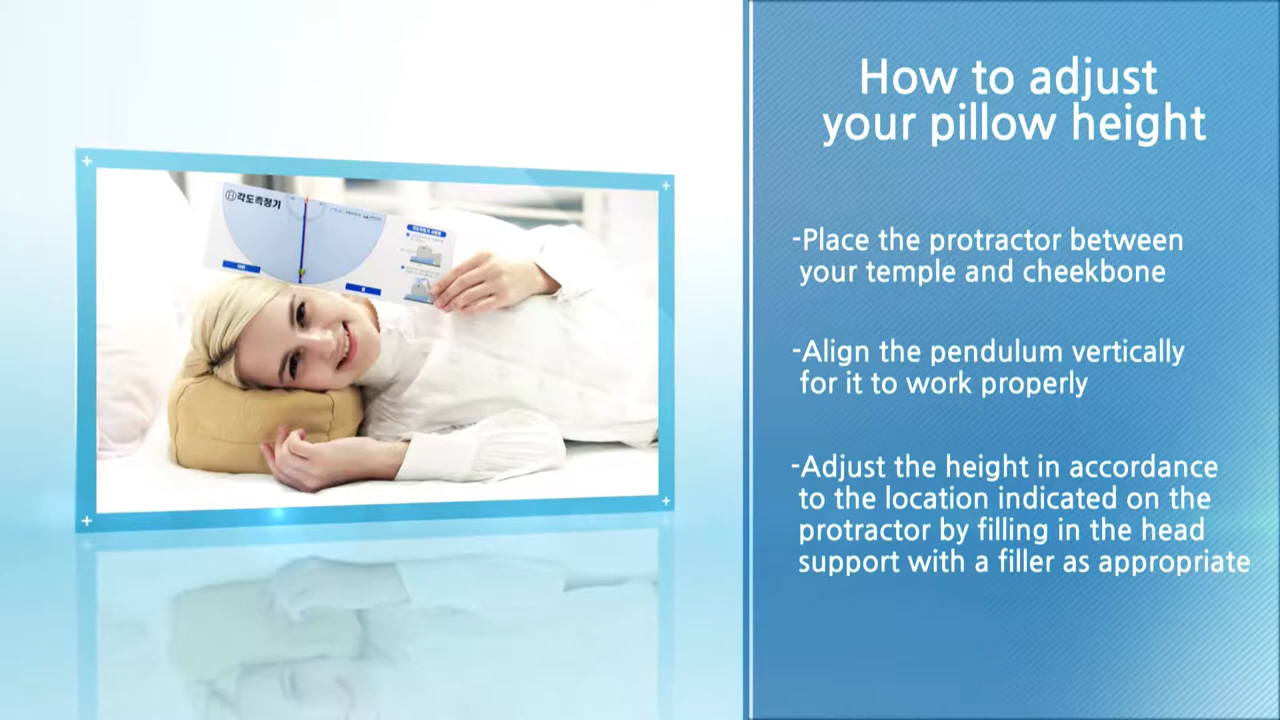 How to adjust
your pillow height
-Place the protractor between
your temple and cheekbone
-Align the pendulum vertically
for it to work properly
-Adjust the height in accordance
to the location indicated on the
protractor by filling in the head
support with a filler as appropriate
각도측정기